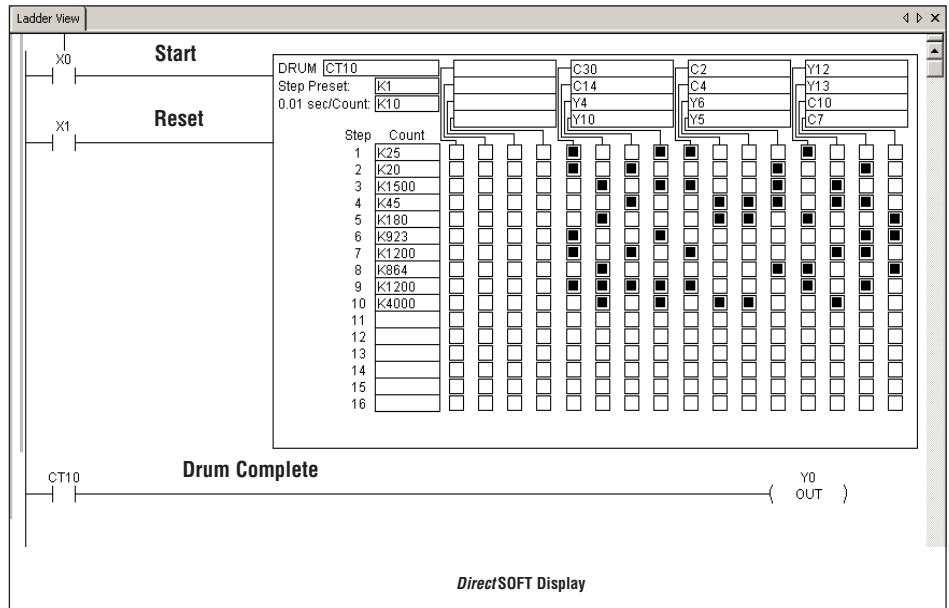 Ladder View
X0
Start
DRUM CT10
Step Preset: K1
0.01 sec/Count: K10
C30
C14
Y4
Y10
C2
C4
Y6
Y5
Y12
Y13
C10
C7
X1
Reset
Step Count
1 K25
2 K20
3 K1500
4 K45
5 K180
6 K923
7 K1200
8 K864
9 K1200
10 K4000
11
12
13
14
15
16
CT10
Drum Complete
Y0
OUT
DirectSOFT Display